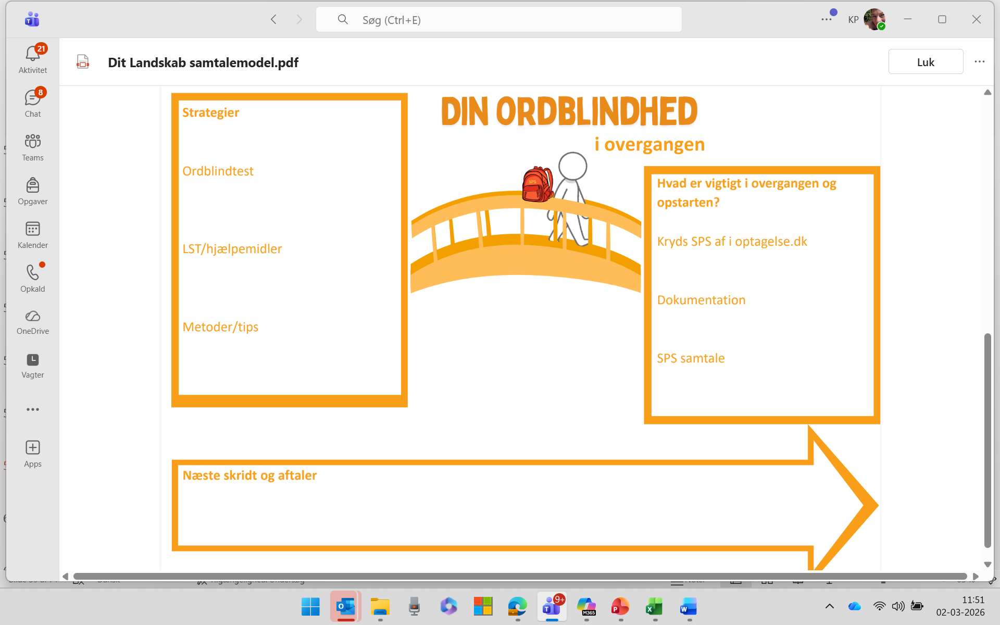 Søg (Ctrl+E)
KP
21
Aktivitet
8
Chat
Teams
Opgaver
Kalender
Opkald
OneDrive
Vagter
Apps
Dit Landskab samtalemodel.pdf
Luk
DIN ORDBLINDHED
i overgangen
SPS
Strategier
Ordblindtest
LST/hjælpemidler
Metoder/tips
Hvad er vigtigt i overgangen og
opstarten?
Kryds SPS af i optagelse.dk
Dokumentation
SPS samtale
Næste skridt og aftaler
9+
M365
11:51
02-03-2026